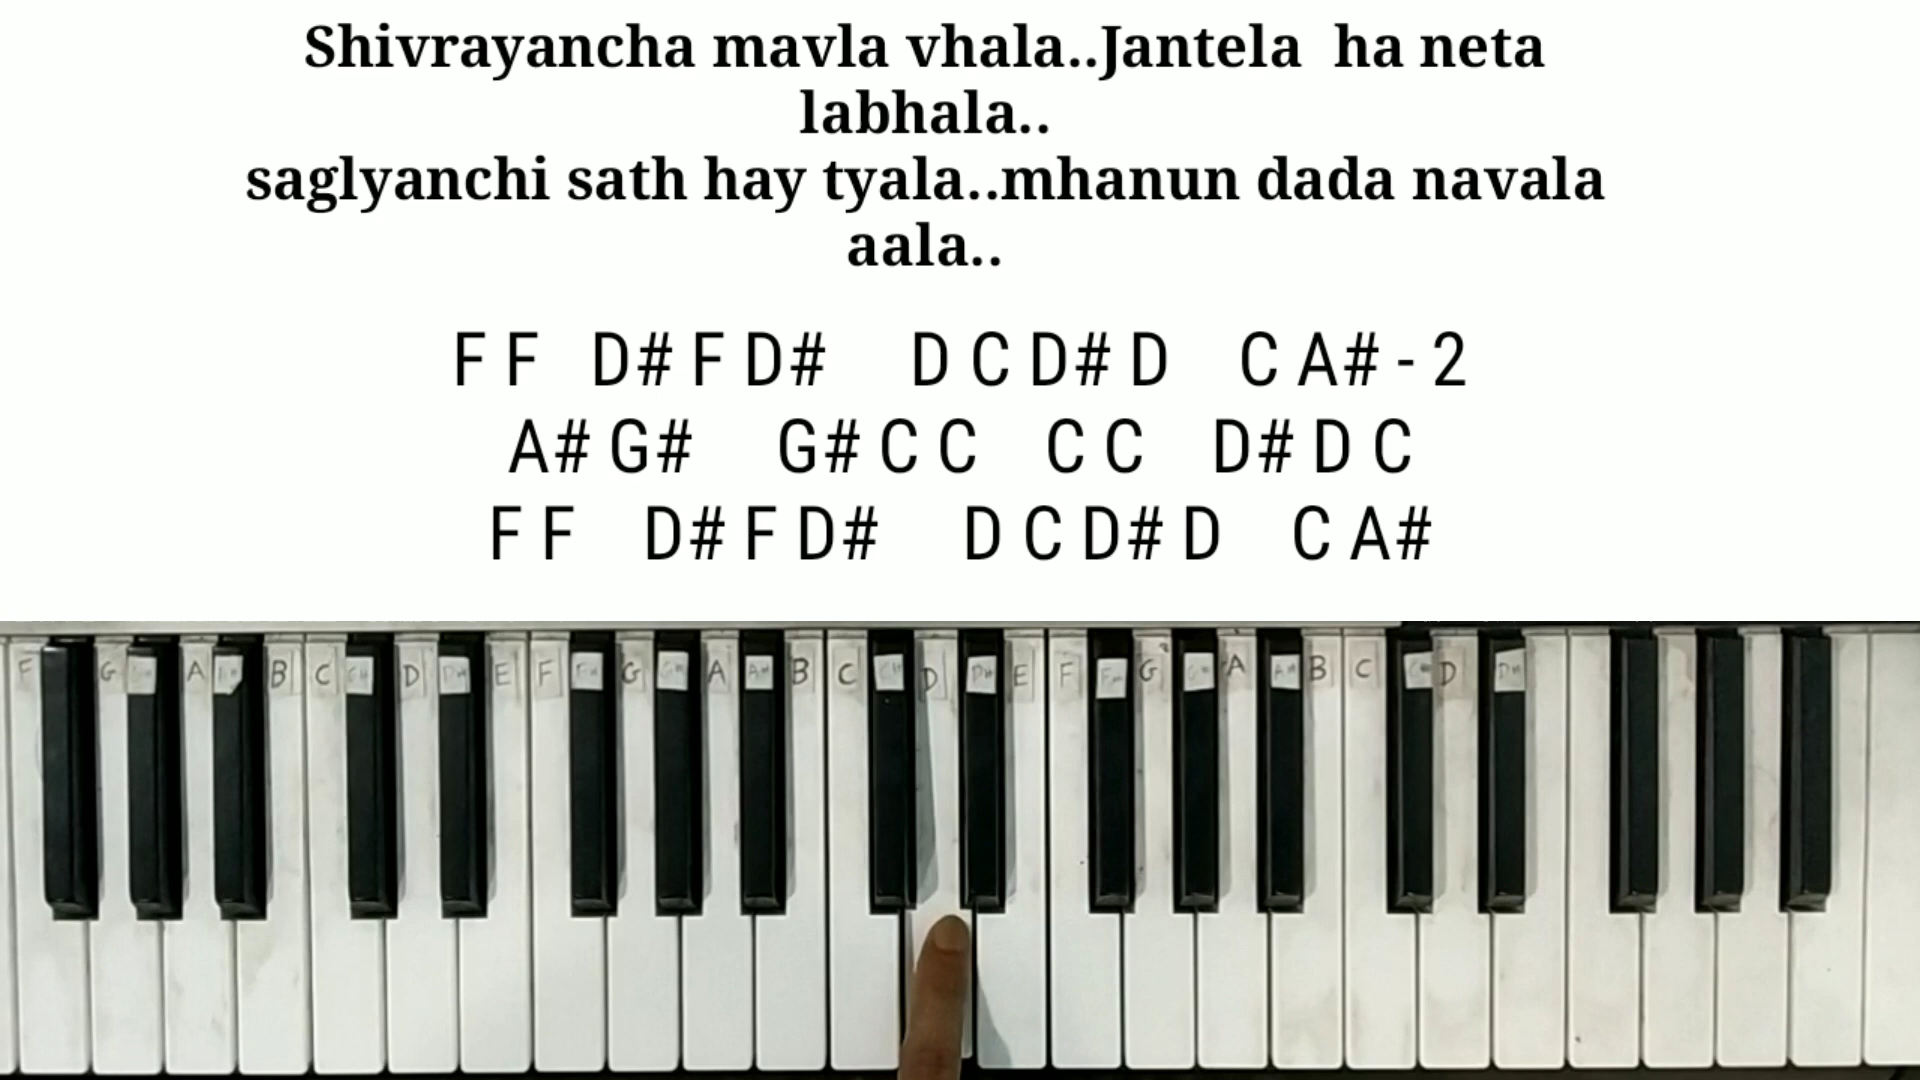 Shivrayancha mavla vhala..Jantela ha neta
labhala..
saglyanchi sath hay tyala..mhanun dada navala
aala..
F F D# F D# D C D# D C A# - 2
A# G# G# C C C C D# D C
F F D# F D# D C D# D C A#
F G A B C D E F G A B C D E F G A B C D